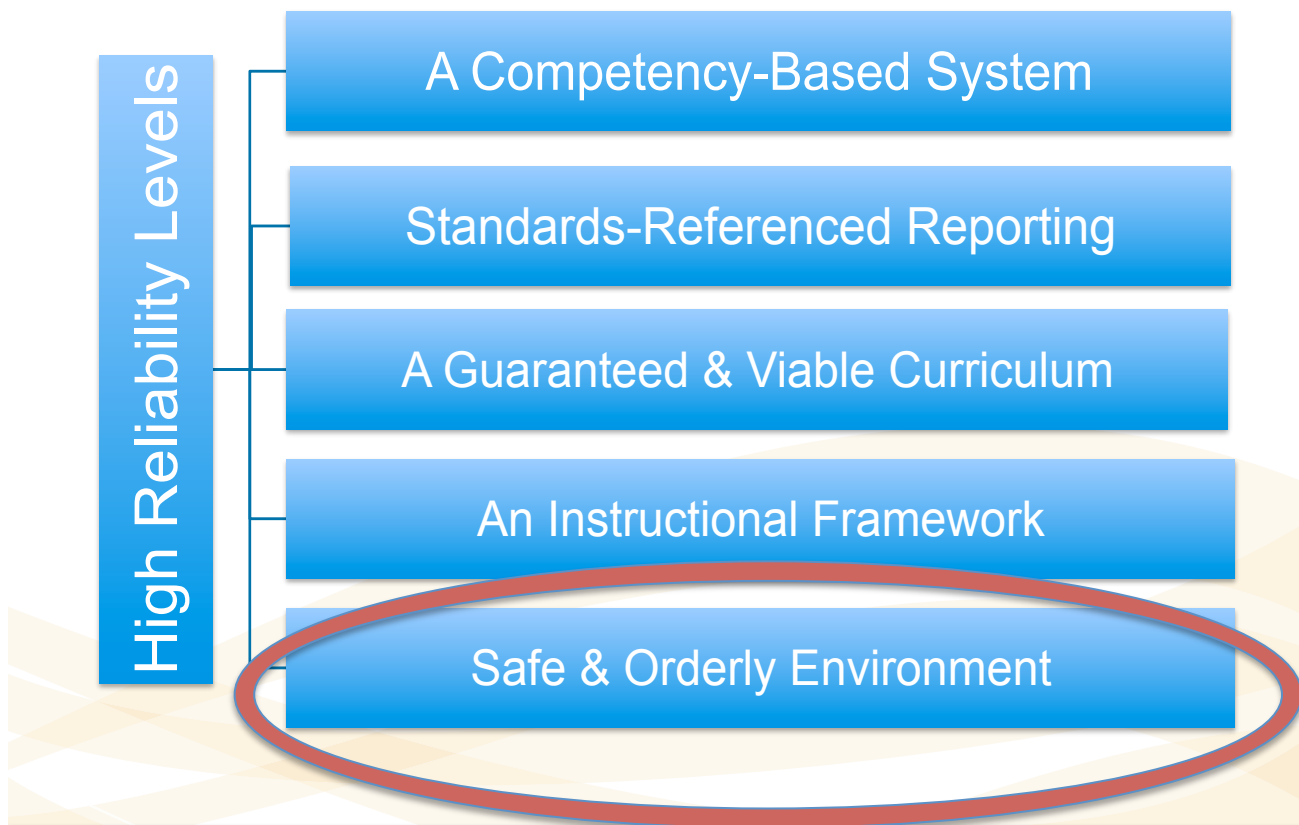 High Reliability Levels
A Competency-Based System
Standards-Referenced Reporting
A Guaranteed & Viable Curriculum
An Instructional Framework
Safe & Orderly Environment